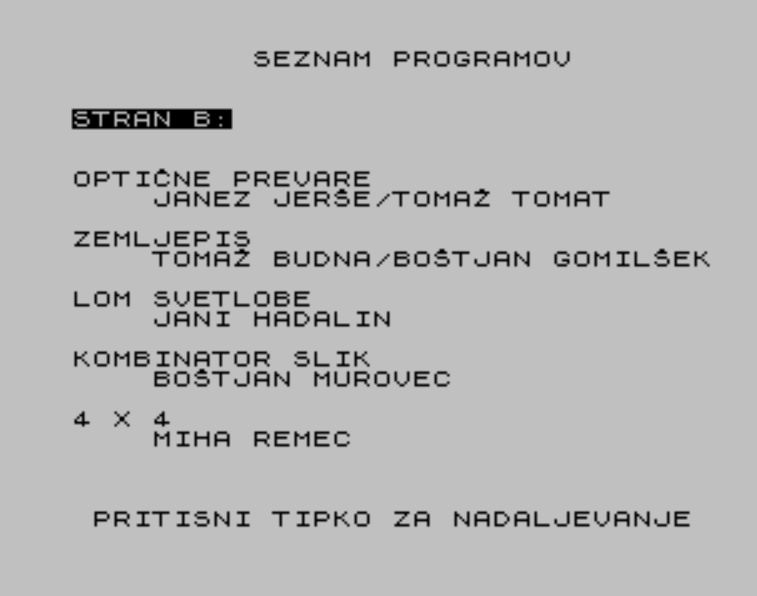 SEZNAM PROGRAMOV
STRAN B:
OPTIČNE PREVARE
JANEZ JERŠE/TOMAŽ TOMAT
ZEMLJEPIS
TOMAŽ BUDNA/BOŠTJAN GOMILŠEK
LOM SVETLOBE
JANI HADALIN
KOMBINATOR SLIK
BOŠTJAN MUROVEC
4 X 4
MIHA REMEC
PRITISNI TIPKO ZA NADALJEVANJE